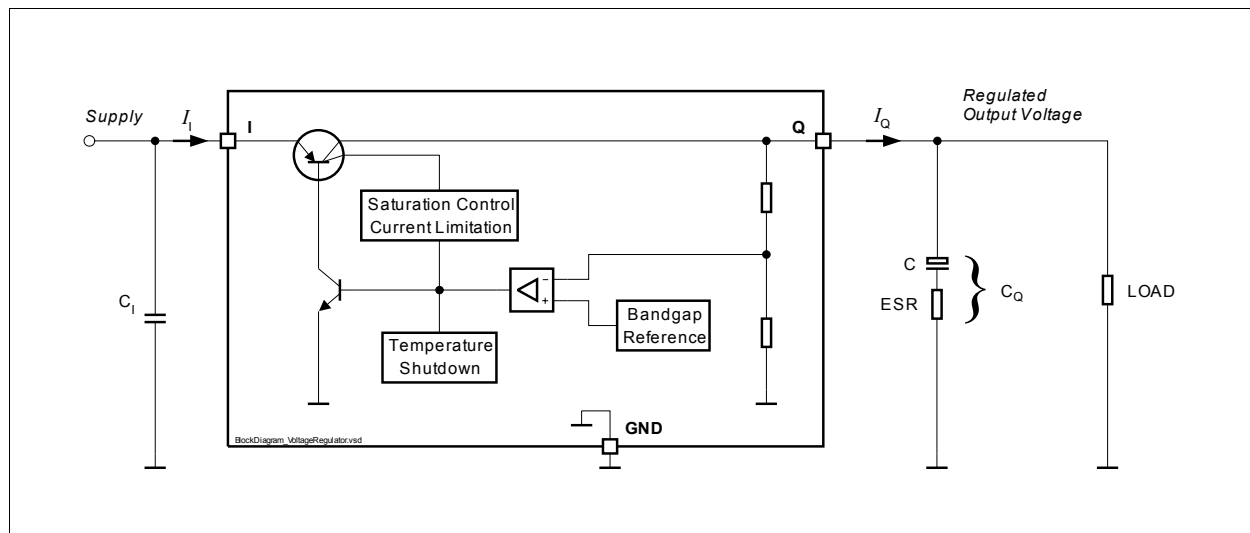 Supply
I_I
I
Q
I_Q
Regulated
Output Voltage
Saturation Control
Current Limitation
C_I
−
+
Bandgap
Reference
Temperature
Shutdown
C
ESR
C_Q
LOAD
GND
BlockDiagram_VoltageRegulator.vsd